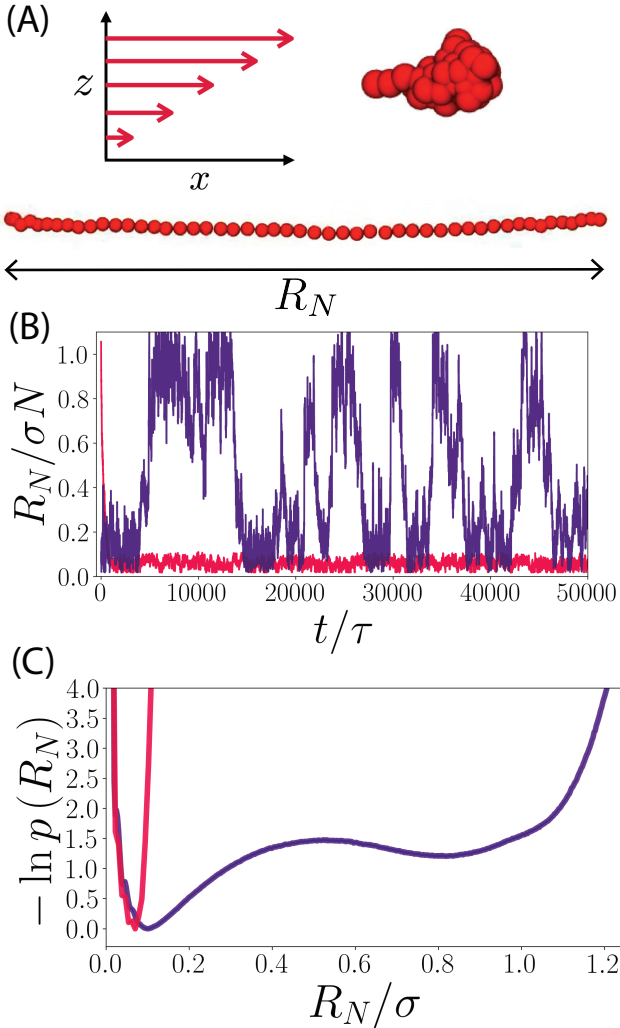 (A)
z
x
R_N
(B)
R_N/σN
1.0
0.8
0.6
0.4
0.2
0.0
0 10000 20000 30000 40000 50000
t/τ
(C)
− ln p (R_N)
4.0
3.5
3.0
2.5
2.0
1.5
1.0
0.5
0.0
0.0 0.2 0.4 0.6 0.8 1.0 1.2
R_N/σ